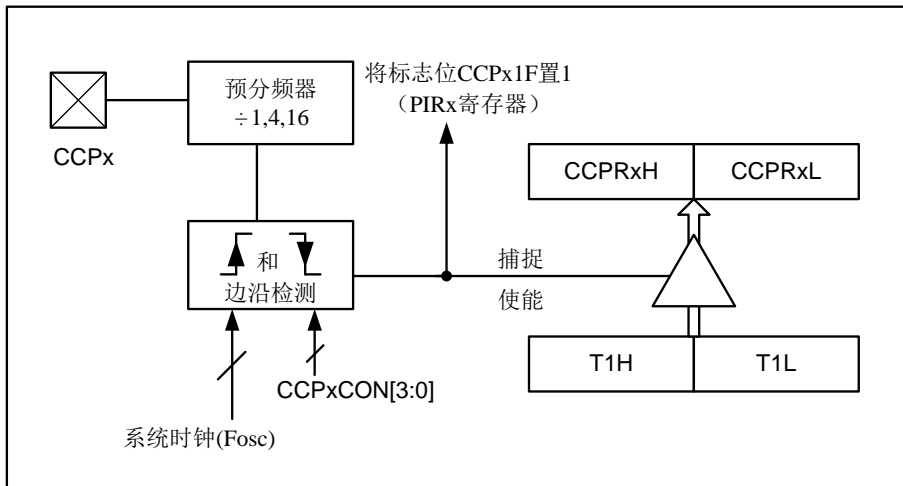 CCPx
预分频器
÷1,4,16
将标志位CCPx1F置1
（PIRx寄存器）
CCPRxH
CCPRxL
和
边沿检测
捕捉
使能
T1H
T1L
CCPxCON[3:0]
系统时钟(Fosc)